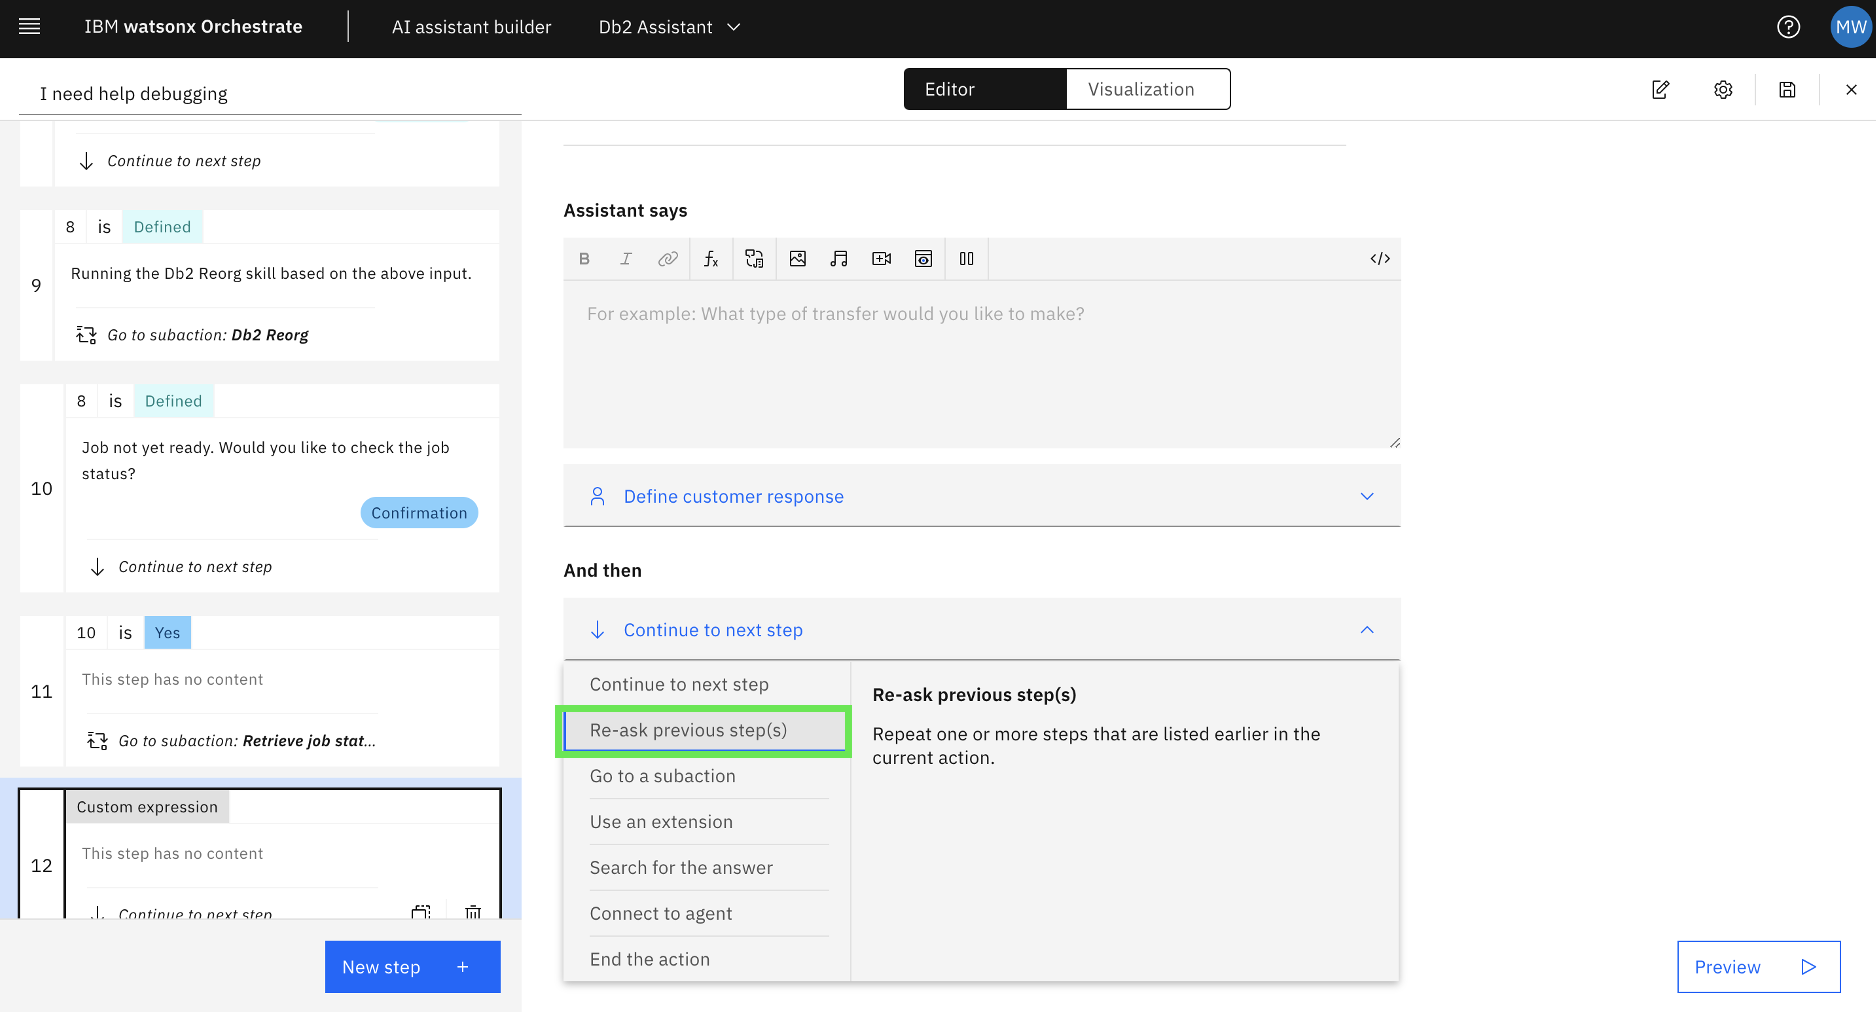 IBM watsonx Orchestrate
AI assistant builder
Db2 Assistant
MW
I need help debugging
Editor
Visualization
Continue to next step
9
8 is Defined
Running the Db2 Reorg skill based on the above input.
Go to subaction: Db2 Reorg
10
8 is Defined
Job not yet ready. Would you like to check the job
status?
Confirmation
Continue to next step
11
10 is Yes
This step has no content
Go to subaction: Retrieve job stat...
12
Custom expression
This step has no content
Continue to next step
New step +
Assistant says
B I fx </>
For example: What type of transfer would you like to make?
Define customer response
And then
Continue to next step
Continue to next step
Re-ask previous step(s)
Go to a subaction
Use an extension
Search for the answer
Connect to agent
End the action
Re-ask previous step(s)
Repeat one or more steps that are listed earlier in the
current action.
Preview